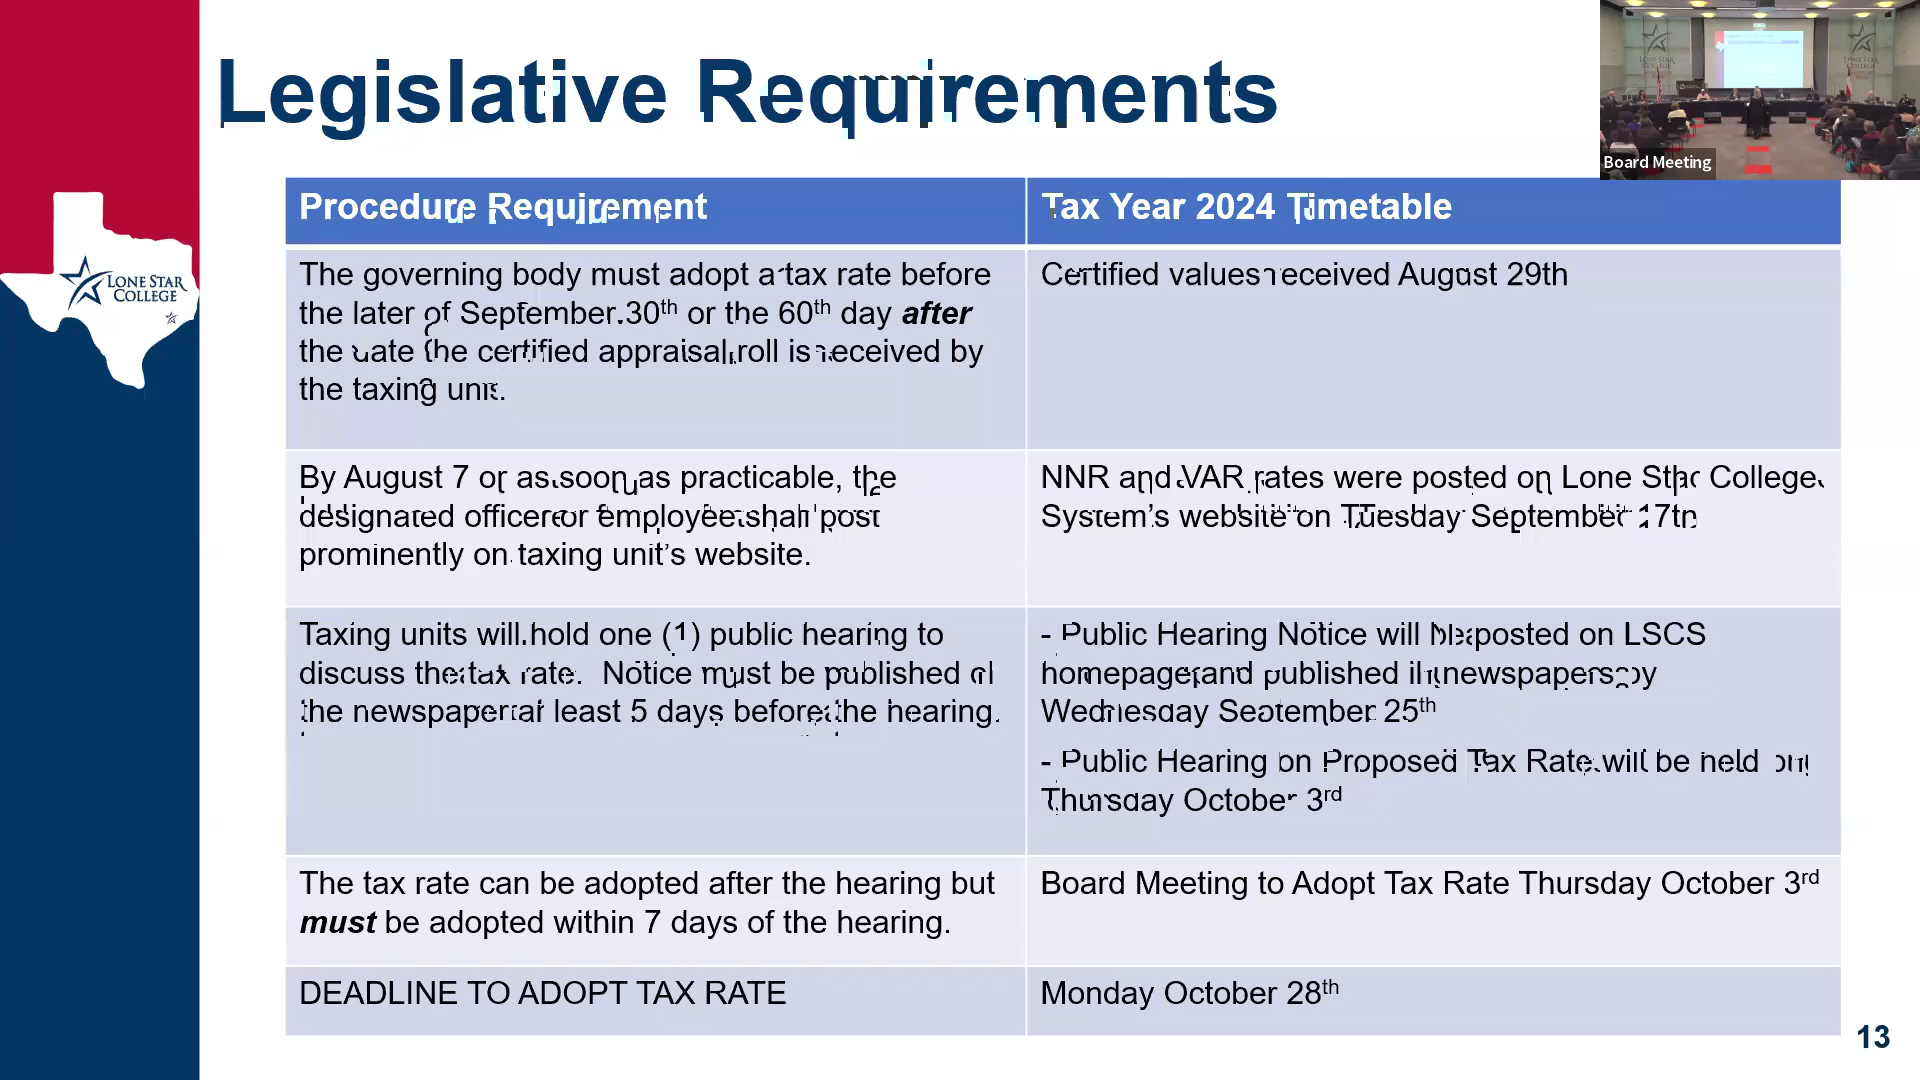 Legislative Requirements
Board Meeting
LONE STAR
COLLEGE
Procedure Requirement
Tax Year 2024 Timetable
The governing body must adopt a tax rate before
the later of September 30th or the 60th day after
the date the certified appraisal roll is received by
the taxing unit.
Certified values received August 29th
By August 7 or as soon as practicable, the
designated officer or employee shall post
prominently on taxing unit's website.
NNR and VAR rates were posted on Lone Star College
System's website on Tuesday September 17th
Taxing units will hold one (1) public hearing to
discuss the tax rate. Notice must be published in
the newspaper at least 5 days before the hearing.
- Public Hearing Notice will be posted on LSCS
homepage and published in newspapers by
Wednesday September 25th
- Public Hearing on Proposed Tax Rate will be held on
Thursday October 3rd
The tax rate can be adopted after the hearing but
must be adopted within 7 days of the hearing.
Board Meeting to Adopt Tax Rate Thursday October 3rd
DEADLINE TO ADOPT TAX RATE
Monday October 28th
13